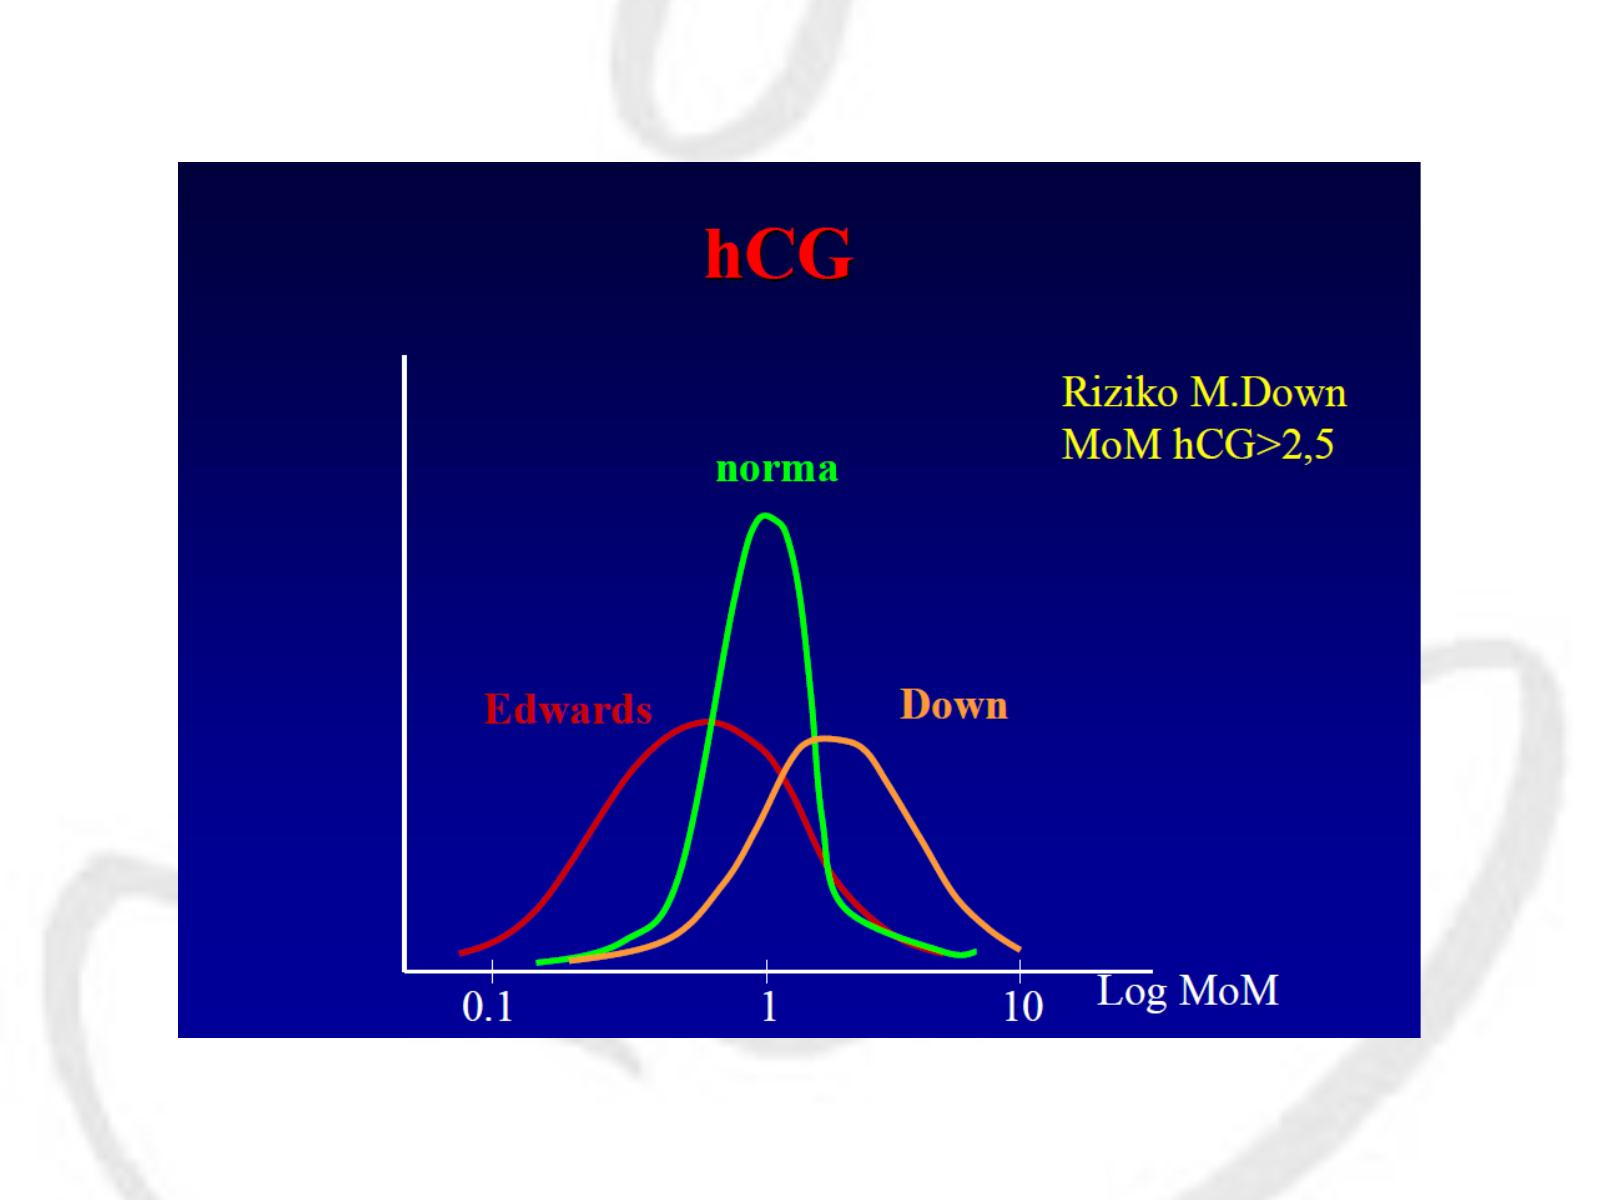 hCG
Riziko M.Down
MoM hCG>2,5
norma
Edwards
Down
0.1
1
10
Log MoM